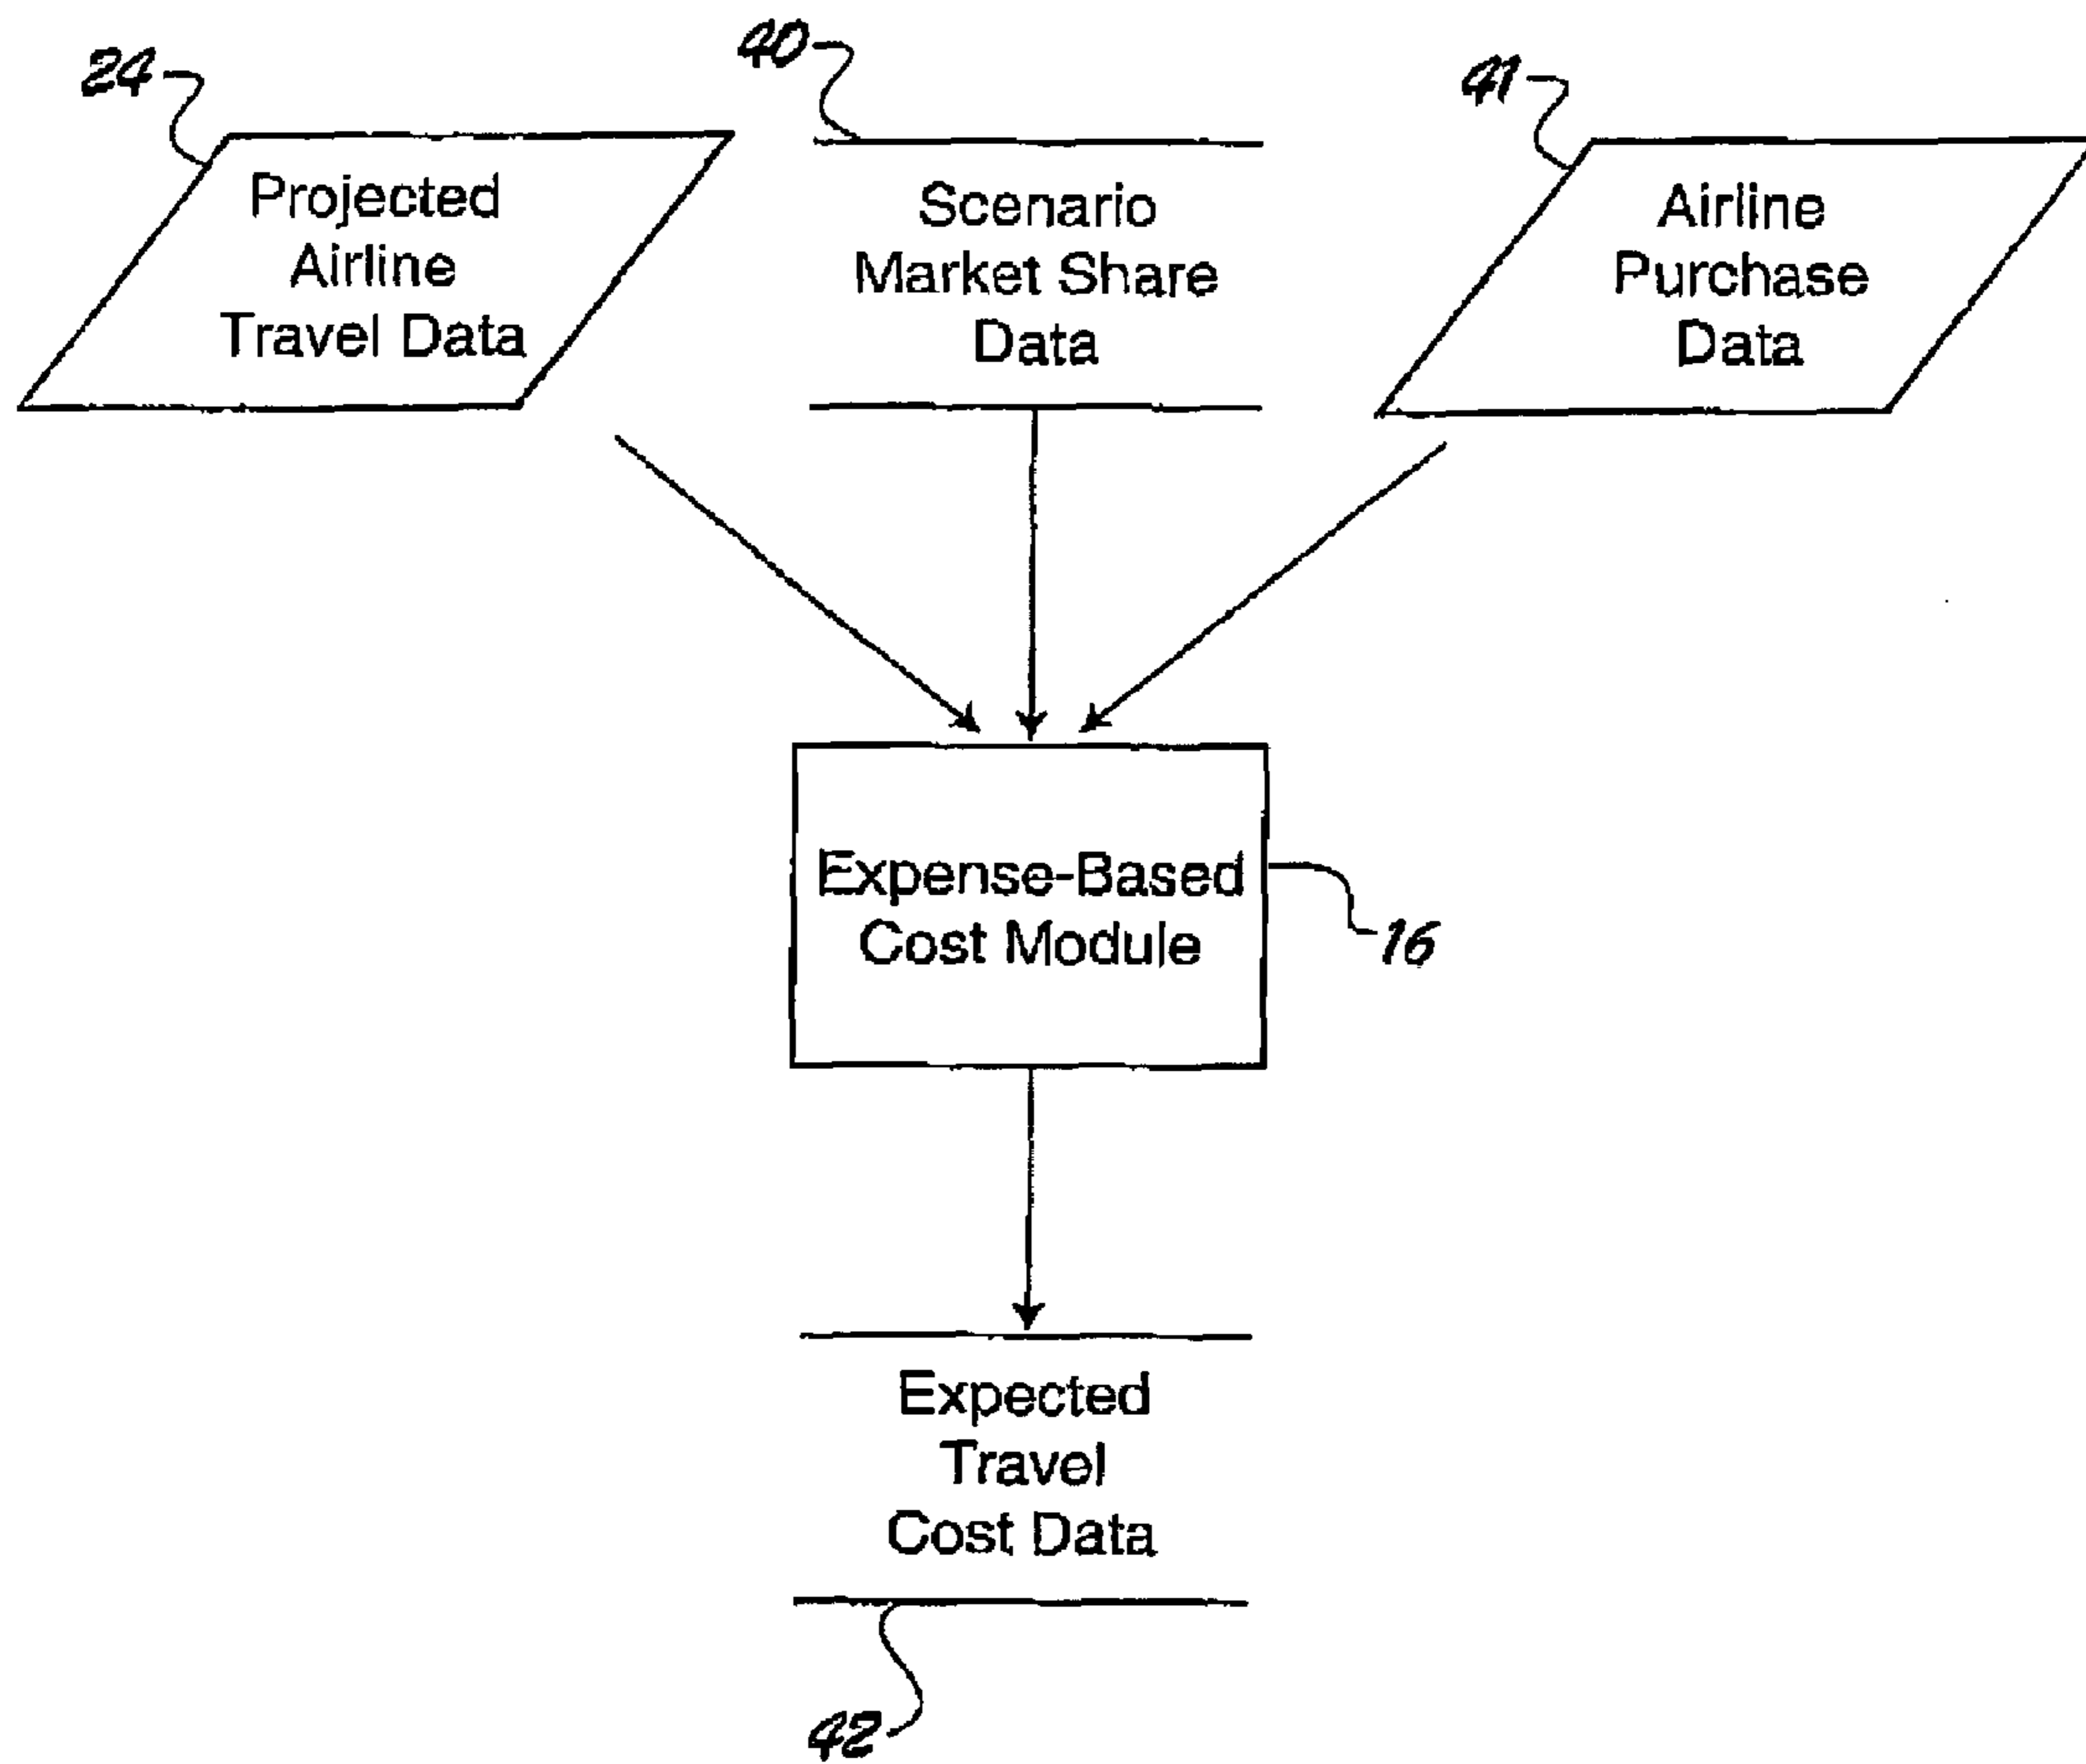 24
40
41
Projected
Airline
Travel Data
Scenario
Market Share
Data
Airline
Purchase
Data
Expense-Based
Cost Module
16
Expected
Travel
Cost Data
42